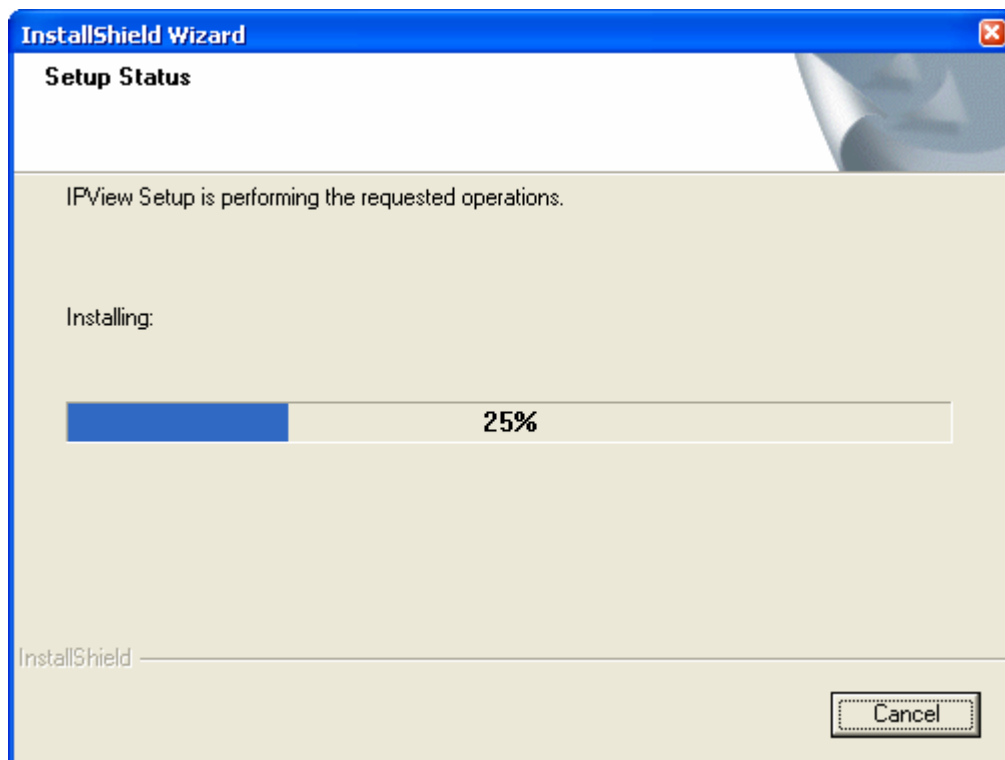 InstallShield Wizard
Setup Status
IPView Setup is performing the requested operations.
Installing:
25%
InstallShield
Cancel